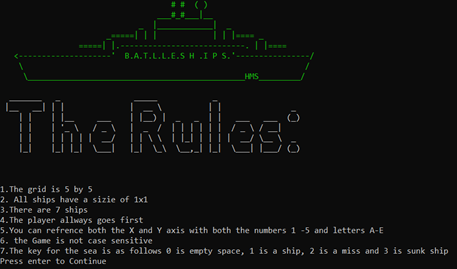 B.A.T.L.L.E.S.H .I P S.'
HMS
The Rules:
1.The grid is 5 by 5
2. All ships have a sizie of 1x1
3.There are 7 ships
4.The player allways goes first
5.You can refrence both the X and Y axis with both the numbers 1 -5 and letters A-E
6. the Game is not case sensitive
7.The key for the sea is as follows 0 is empty space, 1 is a ship, 2 is a miss and 3 is sunk ship
Press enter to Continue